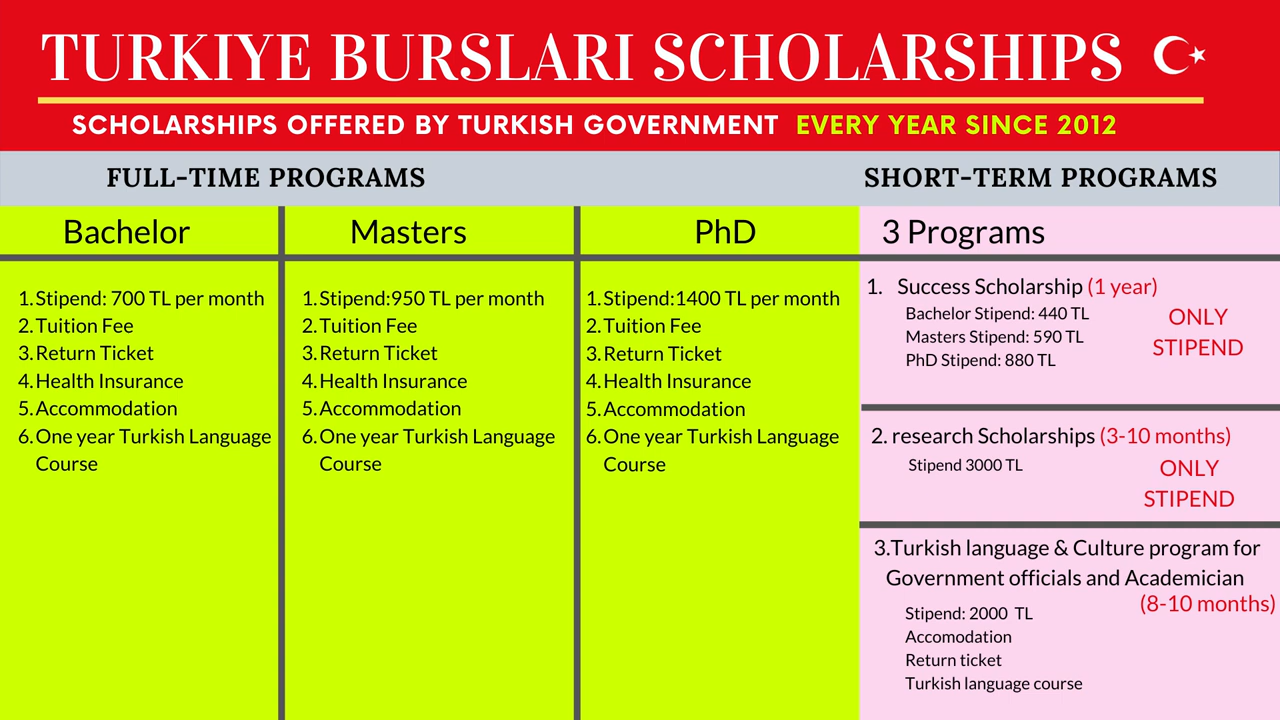 TURKIYE BURSLARI SCHOLARSHIPS
SCHOLARSHIPS OFFERED BY TURKISH GOVERNMENT EVERY YEAR SINCE 2012
FULL-TIME PROGRAMS
SHORT-TERM PROGRAMS
Bachelor
1. Stipend: 700 TL per month
2. Tuition Fee
3. Return Ticket
4. Health Insurance
5. Accommodation
6. One year Turkish Language
Course
Masters
1. Stipend:950 TL per month
2. Tuition Fee
3. Return Ticket
4. Health Insurance
5. Accommodation
6. One year Turkish Language
Course
PhD
1. Stipend:1400 TL per month
2. Tuition Fee
3. Return Ticket
4. Health Insurance
5. Accommodation
6. One year Turkish Language
Course
3 Programs
1. Success Scholarship (1 year)
Bachelor Stipend: 440 TL
Masters Stipend: 590 TL
PhD Stipend: 880 TL
ONLY
STIPEND
2. research Scholarships (3-10 months)
Stipend 3000 TL
ONLY
STIPEND
3.Turkish language & Culture program for
Government officials and Academician
(8-10 months)
Stipend: 2000 TL
Accomodation
Return ticket
Turkish language course